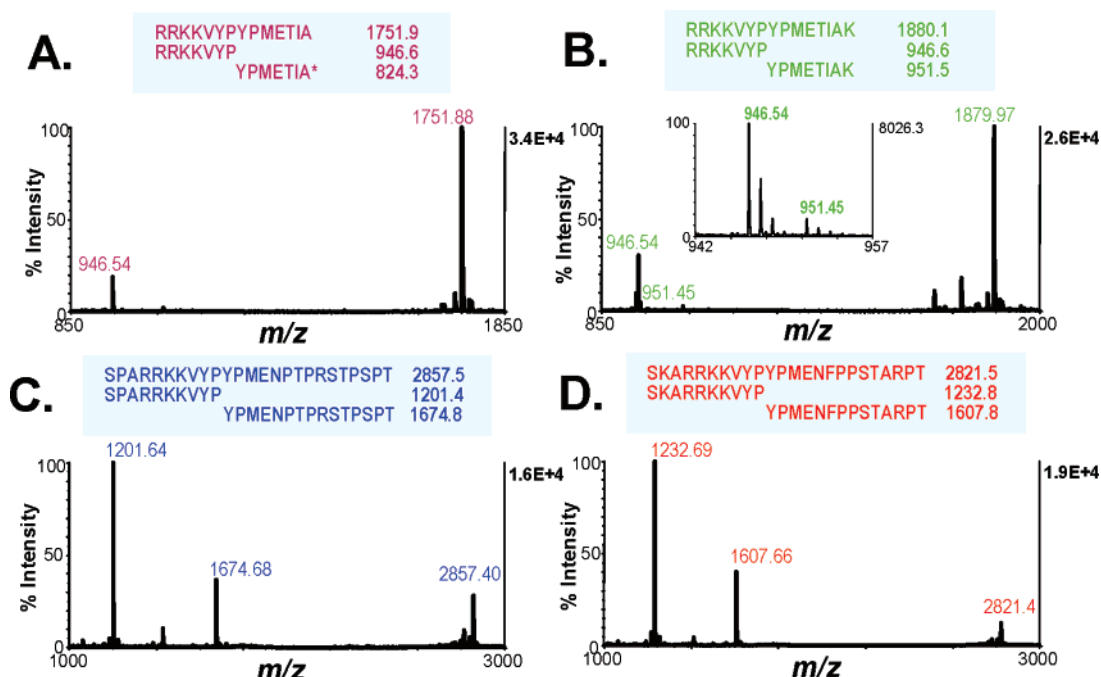 A.
RRKKVYPYPMETIA 1751.9
RRKKVYP 946.6
YPMETIA* 824.3
1751.88
100
3.4E+4
50
946.54
0
850
1850
% Intensity
m/z
B.
RRKKVYPYPMETIAK 1880.1
RRKKVYP 946.6
YPMETIAK 951.5
1879.97
100
2.6E+4
946.54
100
8026.3
951.45
0
942
957
50
946.54
951.45
0
850
2000
% Intensity
m/z
C.
SPARRKKVYPYPMENPTPRSTPSPT 2857.5
SPARRKKVYP 1201.4
YPMENPTPRSTPSPT 1674.8
1201.64
100
1.6E+4
50
1674.68
2857.40
0
1000
3000
% Intensity
m/z
D.
SKARRKKVYPYPMENFPPSTARPT 2821.5
SKARRKKVYP 1232.8
YPMENFPPSTARPT 1607.8
1232.69
100
1.9E+4
50
1607.66
2821.4
0
1000
3000
% Intensity
m/z